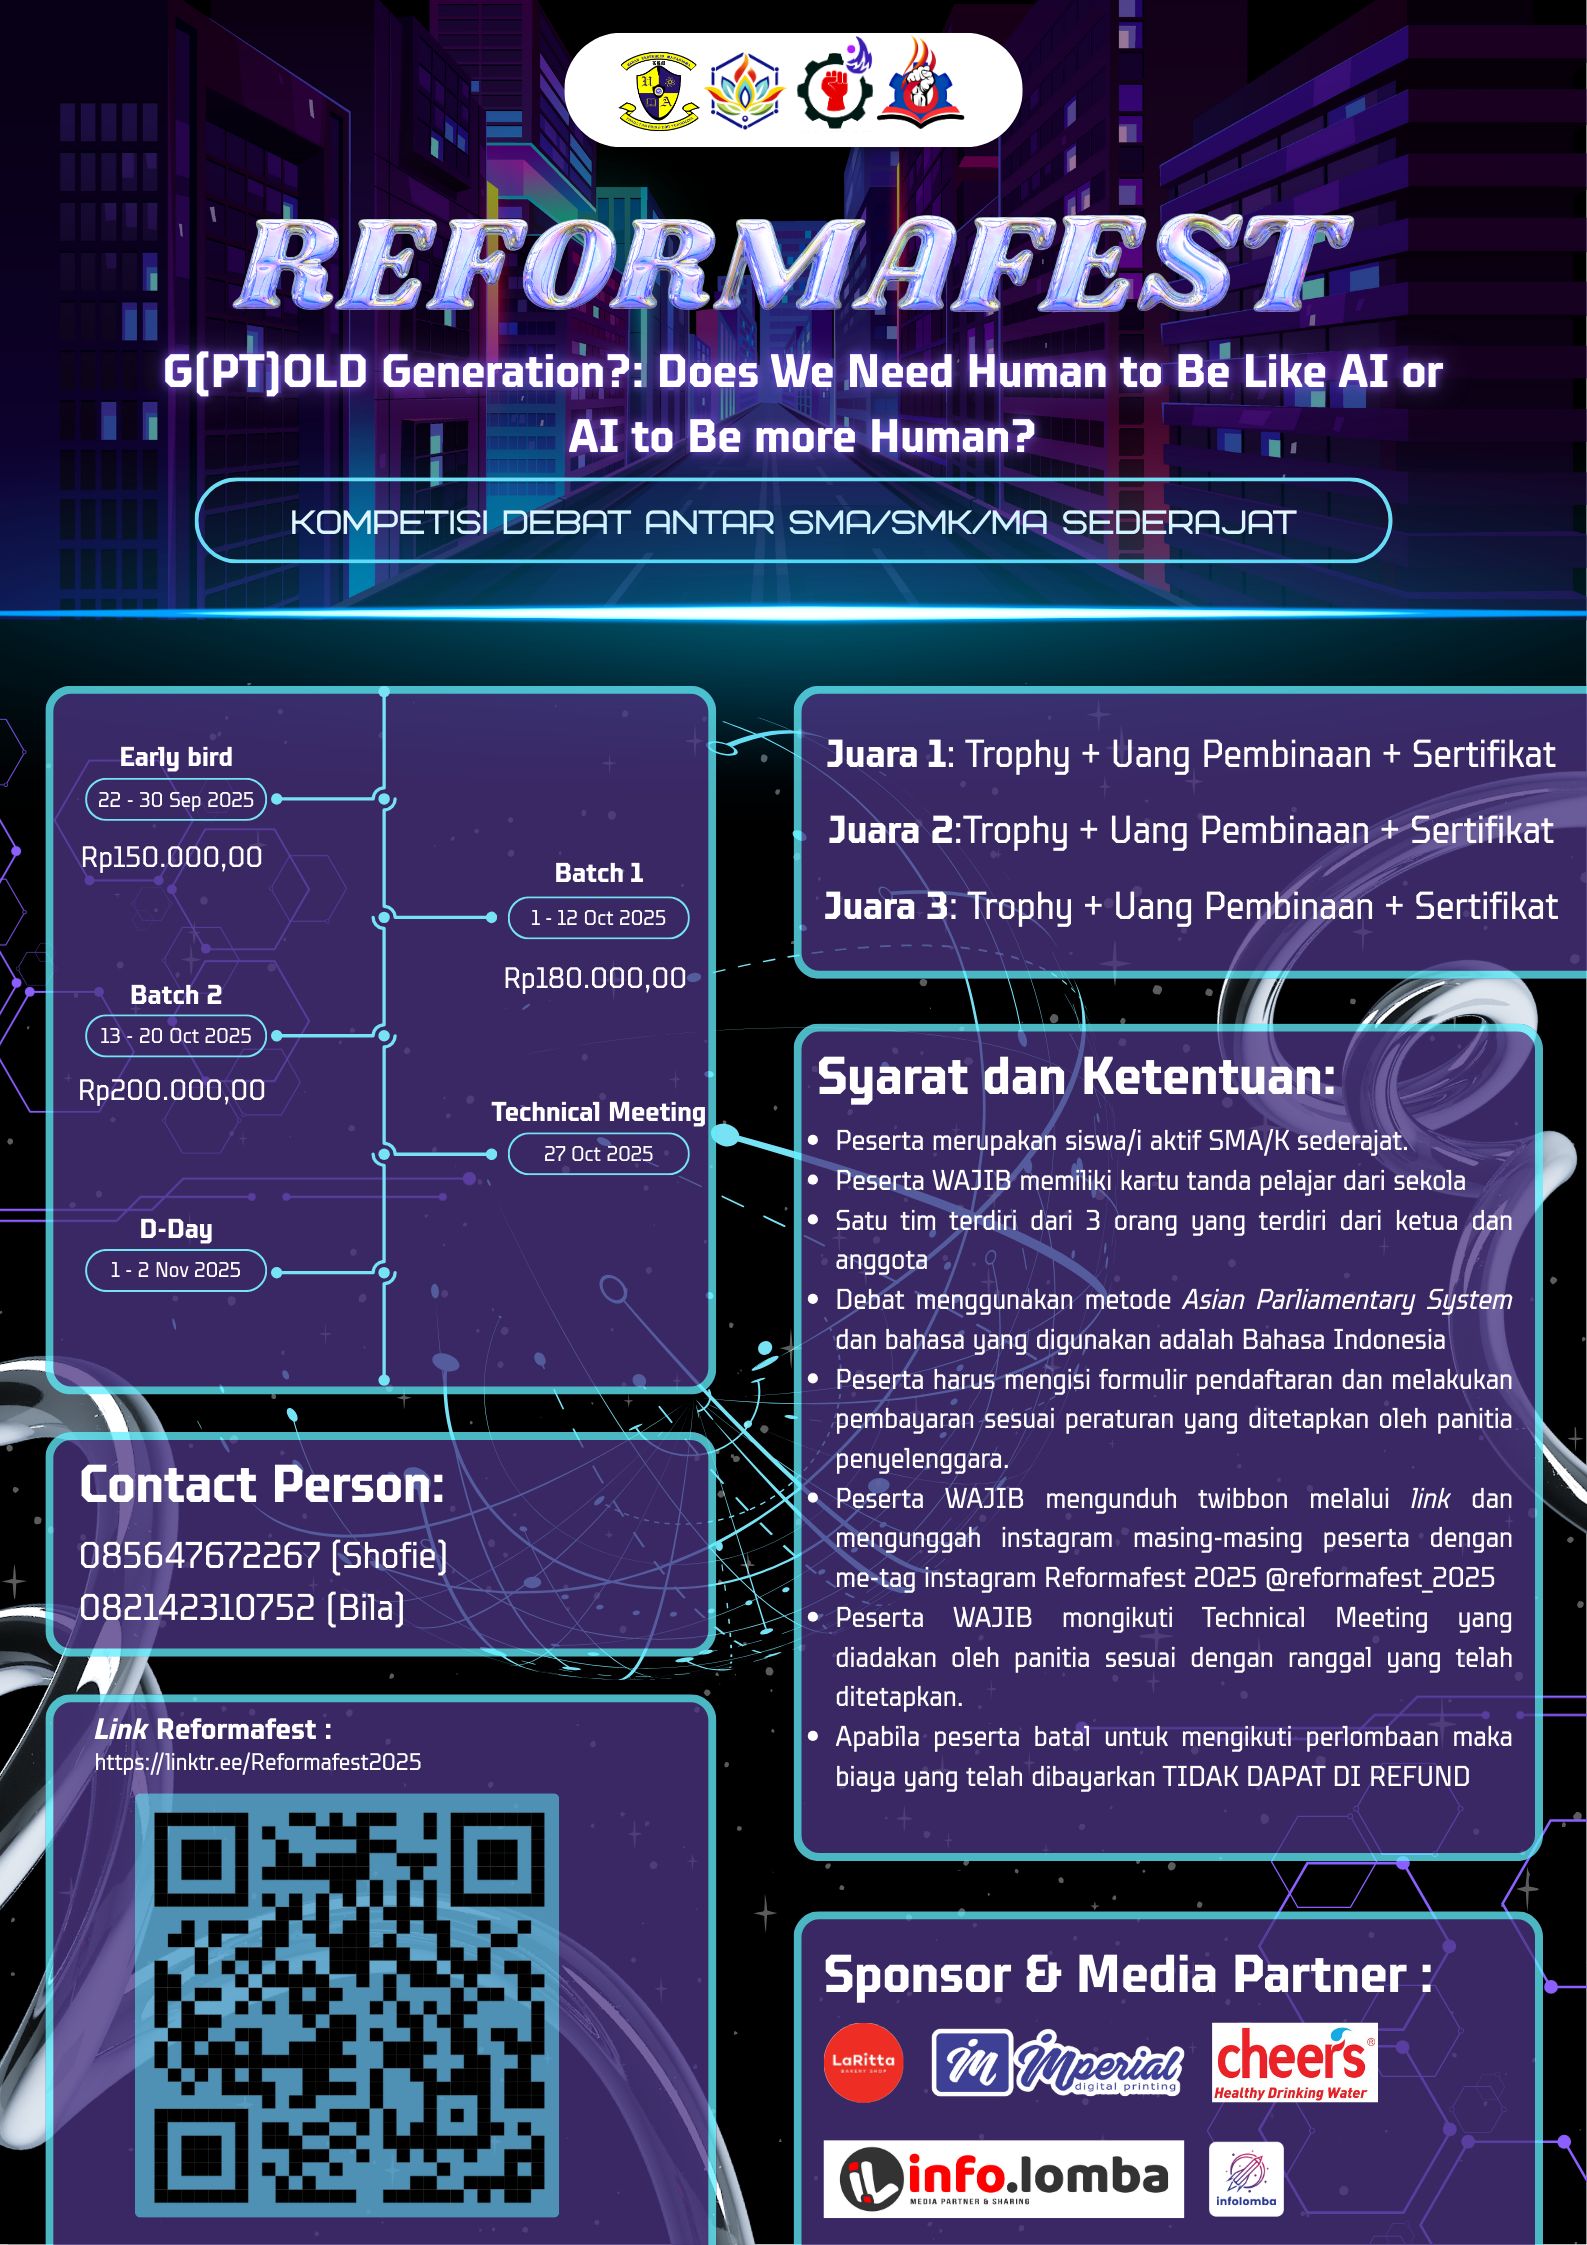 REFORMAFEST
G(PT)OLD Generation?: Does We Need Human to Be Like AI or
AI to Be more Human?
KOMPETISI DEBAT ANTAR SMA/SMK/MA SEDERAJAT
Early bird
22 - 30 Sep 2025
Rp150.000,00
Batch 1
1 - 12 Oct 2025
Rp180.000,00
Batch 2
13 - 20 Oct 2025
Rp200.000,00
Technical Meeting
27 Oct 2025
D-Day
1 - 2 Nov 2025
Juara 1: Trophy + Uang Pembinaan + Sertifikat
Juara 2:Trophy + Uang Pembinaan + Sertifikat
Juara 3: Trophy + Uang Pembinaan + Sertifikat
Syarat dan Ketentuan:
• Peserta merupakan siswa/i aktif SMA/K sederajat.
• Peserta WAJIB memiliki kartu tanda pelajar dari sekola
• Satu tim terdiri dari 3 orang yang terdiri dari ketua dan
anggota
• Debat menggunakan metode Asian Parliamentary System
dan bahasa yang digunakan adalah Bahasa Indonesia
• Peserta harus mengisi formulir pendaftaran dan melakukan
pembayaran sesuai peraturan yang ditetapkan oleh panitia
penyelenggara.
• Peserta WAJIB mengunduh twibbon melalui link dan
mengunggah instagram masing-masing peserta dengan
me-tag instagram Reformafest 2025 @reformafest_2025
• Peserta WAJIB mongikuti Technical Meeting yang
diadakan oleh panitia sesuai dengan ranggal yang telah
ditetapkan.
• Apabila peserta batal untuk mengikuti perlombaan maka
biaya yang telah dibayarkan TIDAK DAPAT DI REFUND
Contact Person:
085647672267 (Shofie)
082142310752 (Bila)
Link Reformafest :
https://linktr.ee/Reformafest2025
Sponsor & Media Partner :
LaRitta
BAKERY SHOP
iM iMperial
digital printing
cheers®
Healthy Drinking Water
iL info.lomba
MEDIA PARTNER & SHARING
infolomba